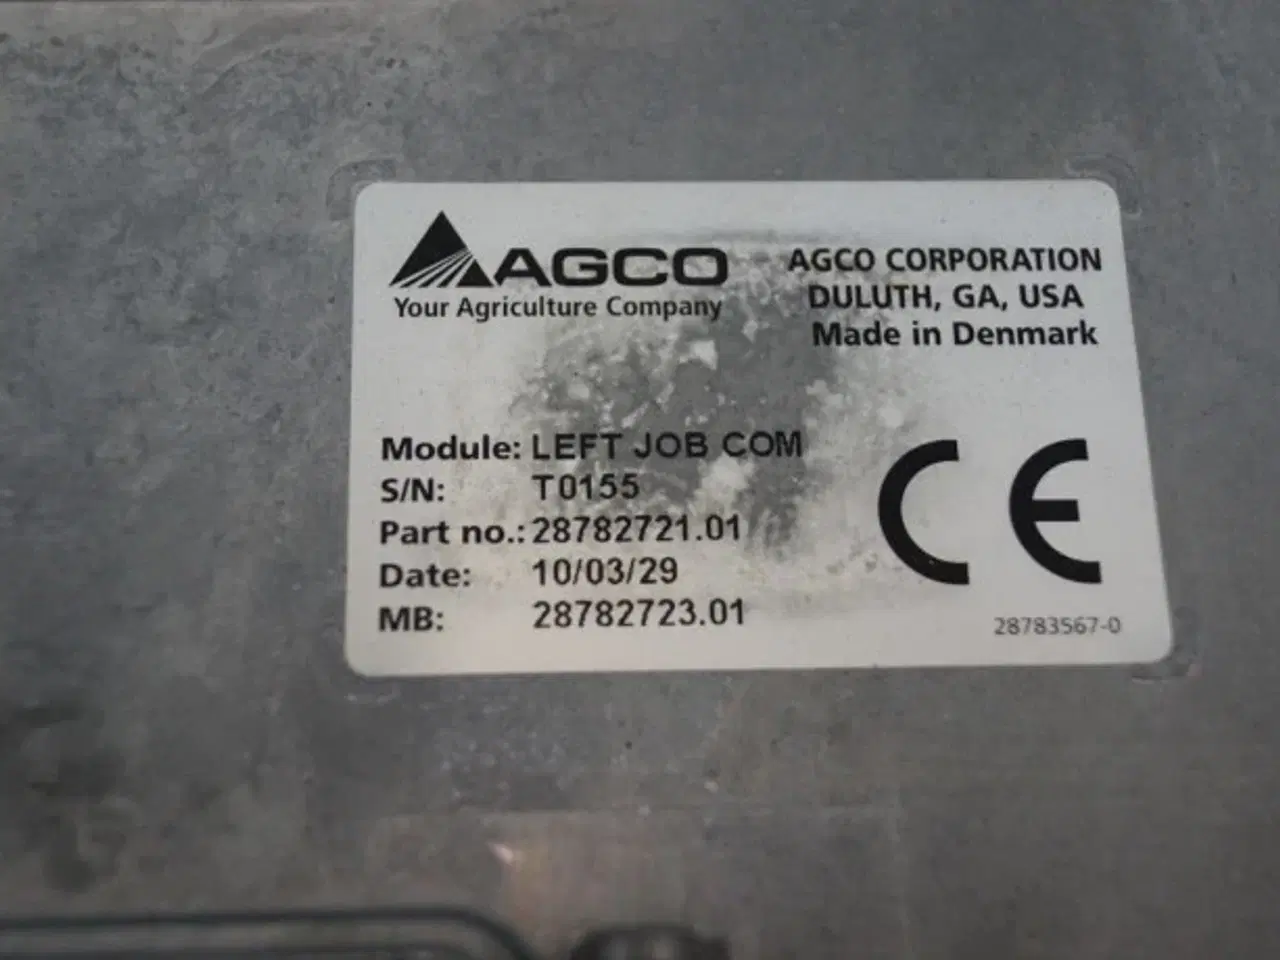 AGCO
Your Agriculture Company
AGCO CORPORATION
DULUTH, GA, USA
Made in Denmark
Module: LEFT JOB COM
S/N: T0155
Part no.: 28782721.01
Date: 10/03/29
MB: 28782723.01
CE
28783567-0